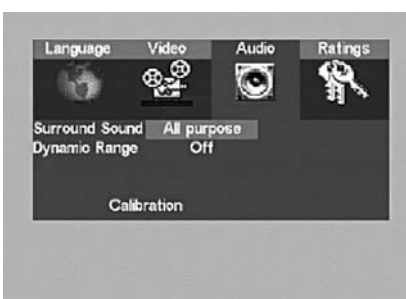 Language Video Audio Ratings
Surround Sound All purpose
Dynamic Range Off
Calibration